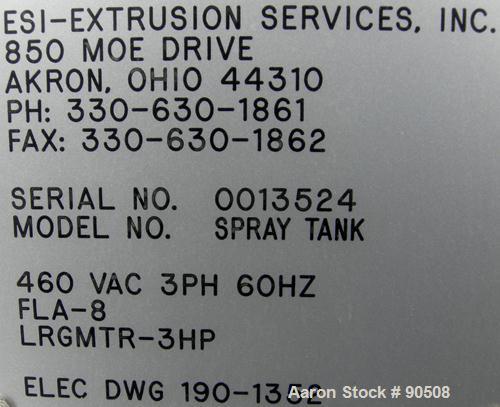 ESI-EXTRUSION SERVICES, INC.
850 MOE DRIVE
AKRON, OHIO 44310
PH: 330-630-1861
FAX: 330-630-1862
SERIAL NO. 0013524
MODEL NO. SPRAY TANK
460 VAC 3PH 60HZ
FLA-8
LRGMTR-3HP
ELEC DWG 190-1352
Aaron Stock # 90508